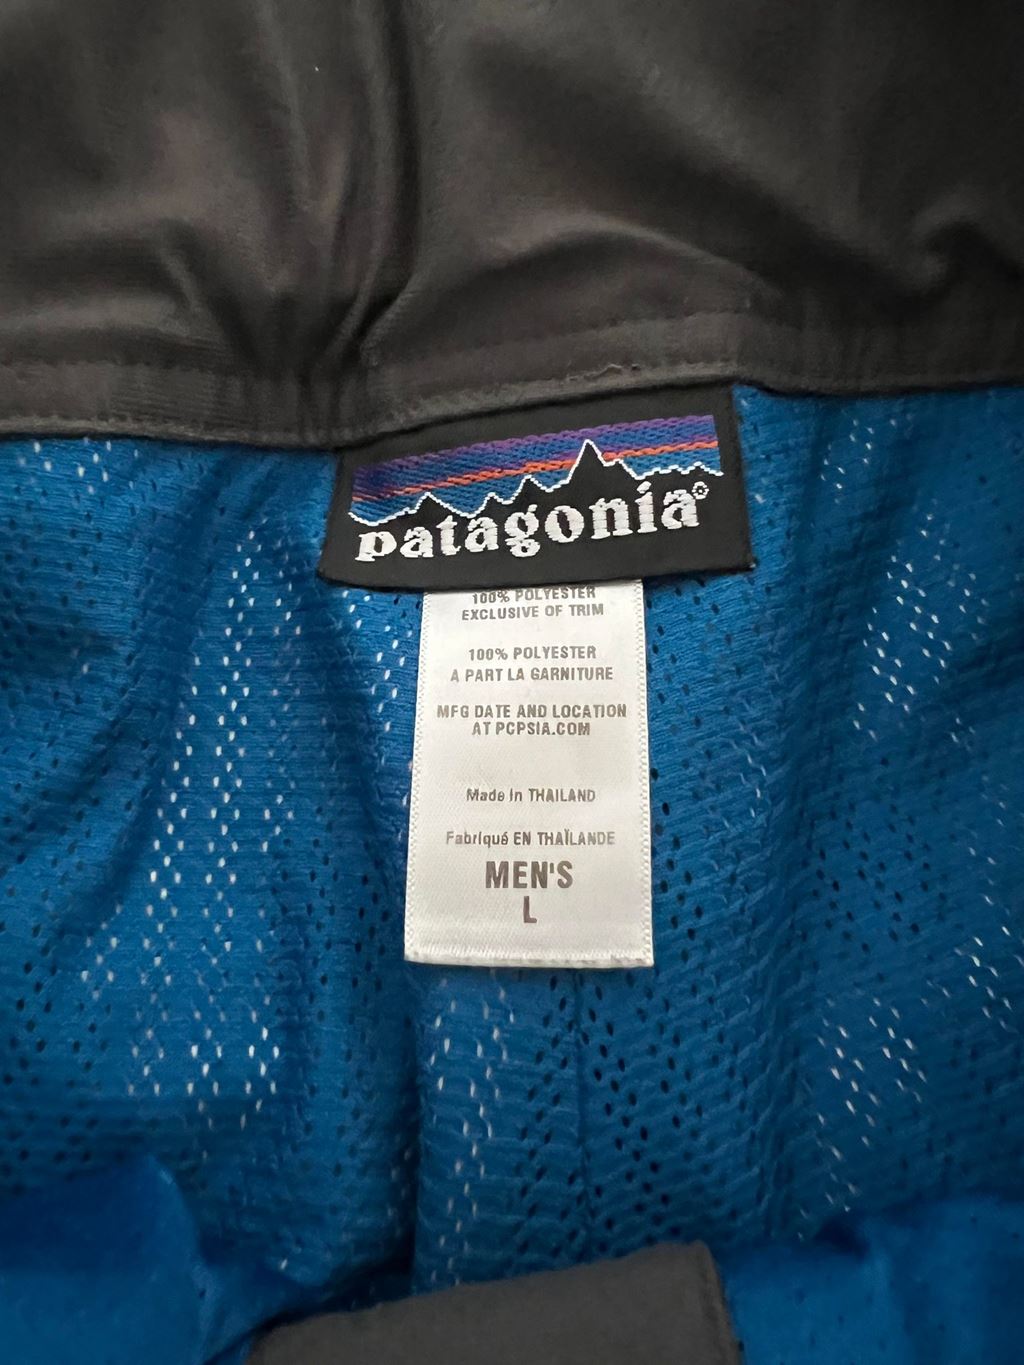 patagonia®
100% POLYESTER
EXCLUSIVE OF TRIM
100% POLYESTER
A PART LA GARNITURE
MFG DATE AND LOCATION
AT PCPSIA.COM
Made in THAILAND
Fabriqué EN THAÏLANDE
MEN'S
L